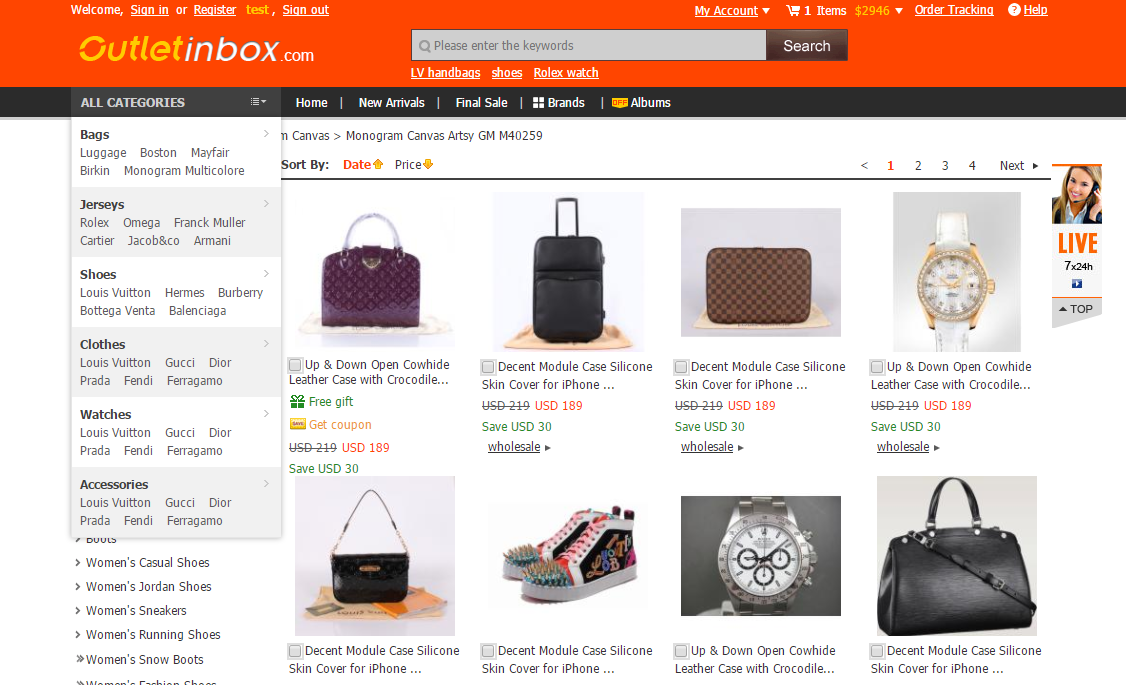 Welcome, Sign in or Register test , Sign out
My Account 1 Items $2946 Order Tracking ? Help
Outletinbox.com
Please enter the keywords Search
LV handbags shoes Rolex watch
ALL CATEGORIES Home | New Arrivals | Final Sale | Brands | OFF Albums
m Canvas > Monogram Canvas Artsy GM M40259
Sort By: Date Price < 1 2 3 4 Next
Bags
Luggage Boston Mayfair
Birkin Monogram Multicolore
Jerseys
Rolex Omega Franck Muller
Cartier Jacob&co Armani
Shoes
Louis Vuitton Hermes Burberry
Bottega Venta Balenciaga
Clothes
Louis Vuitton Gucci Dior
Prada Fendi Ferragamo
Watches
Louis Vuitton Gucci Dior
Prada Fendi Ferragamo
Accessories
Louis Vuitton Gucci Dior
Prada Fendi Ferragamo
Boots
Women's Casual Shoes
Women's Jordan Shoes
Women's Sneakers
Women's Running Shoes
Women's Snow Boots
Women's Fashion Shoes
LIVE
7x24h
TOP
Up & Down Open Cowhide
Leather Case with Crocodile...
Free gift
SAVE Get coupon
USD 219 USD 189
Save USD 30
Decent Module Case Silicone
Skin Cover for iPhone ...
USD 219 USD 189
Save USD 30
wholesale
Decent Module Case Silicone
Skin Cover for iPhone ...
USD 219 USD 189
Save USD 30
wholesale
Up & Down Open Cowhide
Leather Case with Crocodile...
USD 219 USD 189
Save USD 30
wholesale
Decent Module Case Silicone
Skin Cover for iPhone ...
Decent Module Case Silicone
Skin Cover for iPhone ...
Up & Down Open Cowhide
Leather Case with Crocodile...
Decent Module Case Silicone
Skin Cover for iPhone ...